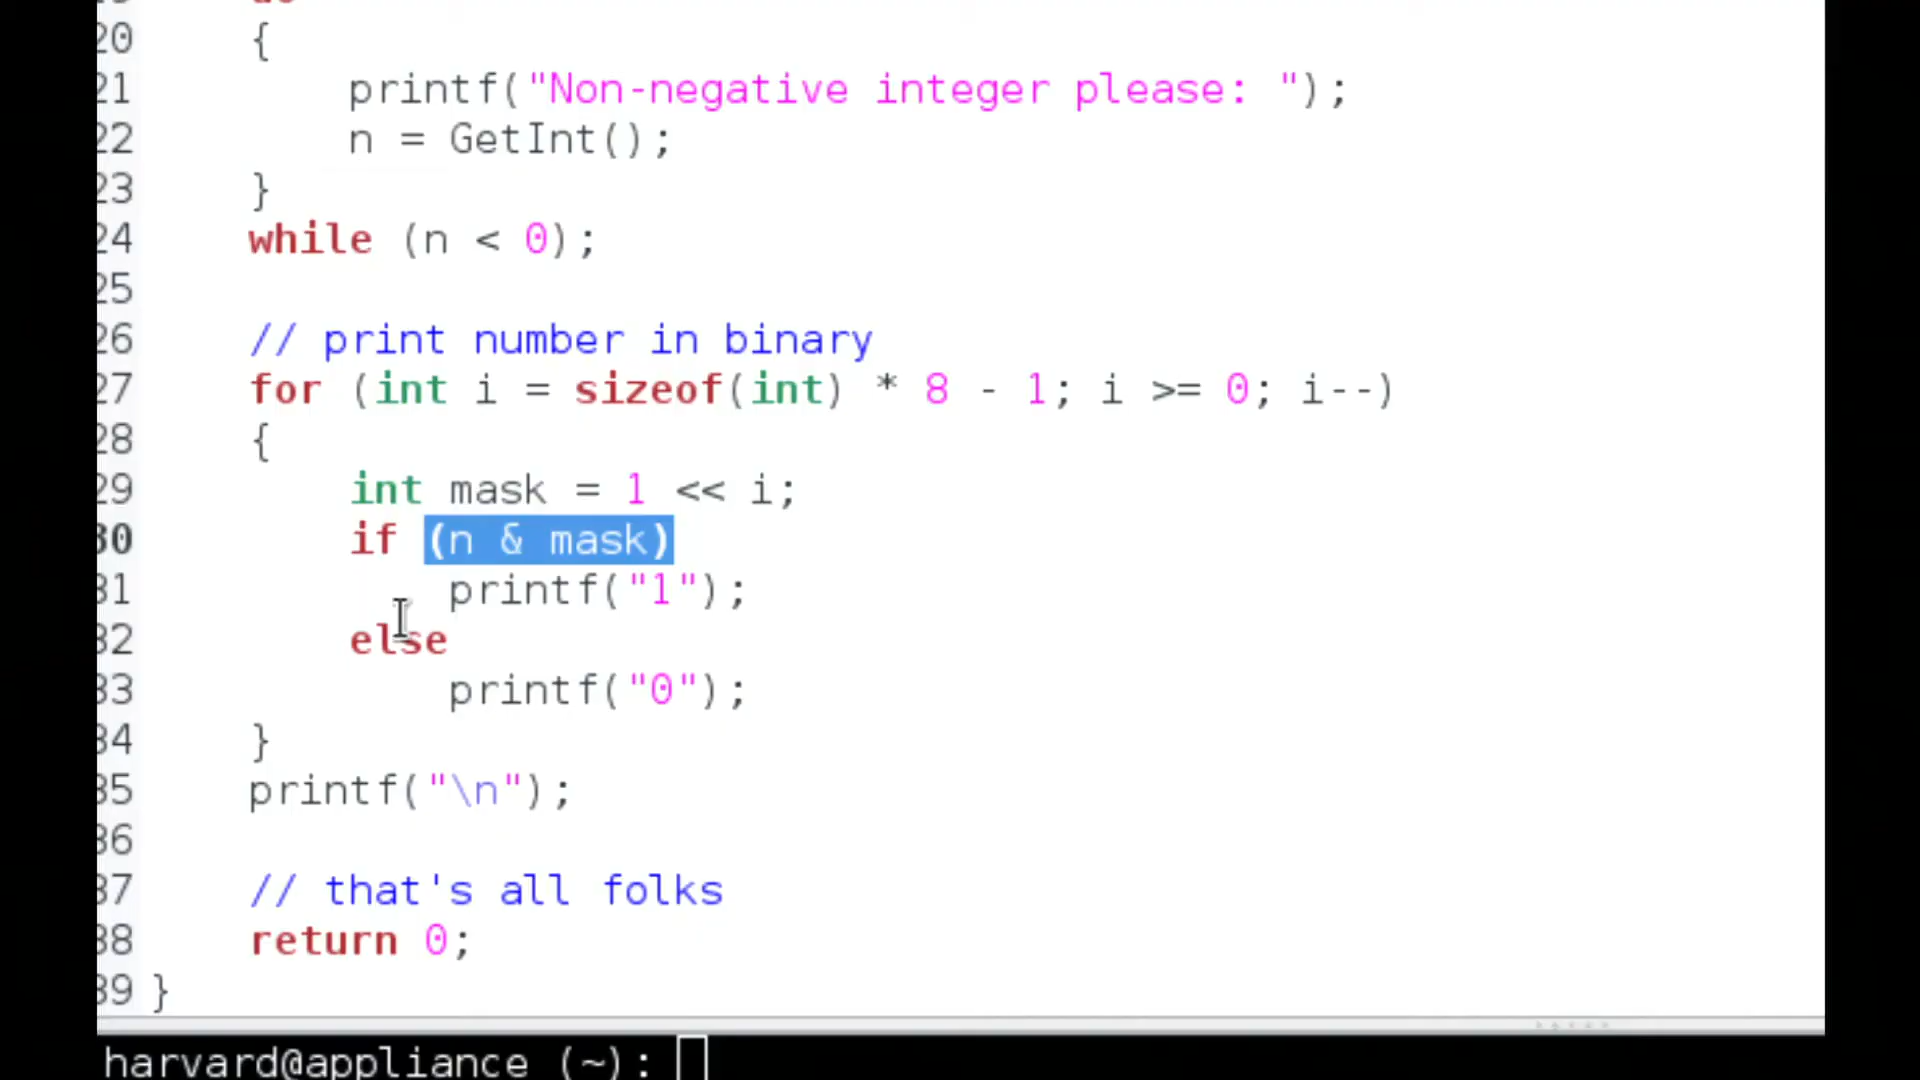 20 {
21 printf("Non-negative integer please: ");
22 n = GetInt();
23 }
24 while (n < 0);
25
26 // print number in binary
27 for (int i = sizeof(int) * 8 - 1; i >= 0; i--)
28 {
29 int mask = 1 << i;
30 if (n & mask)
31 printf("1");
32 else
33 printf("0");
34 }
35 printf("\n");
36
37 // that's all folks
38 return 0;
39 }
harvard@appliance (~):